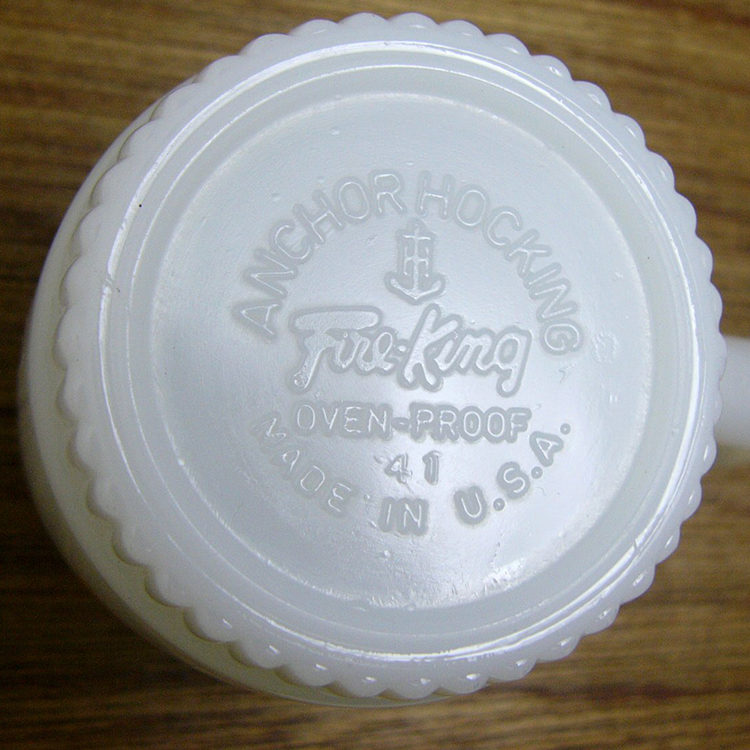 ANCHOR HOCKING
Fire-King
OVEN-PROOF
41
MADE IN U.S.A.